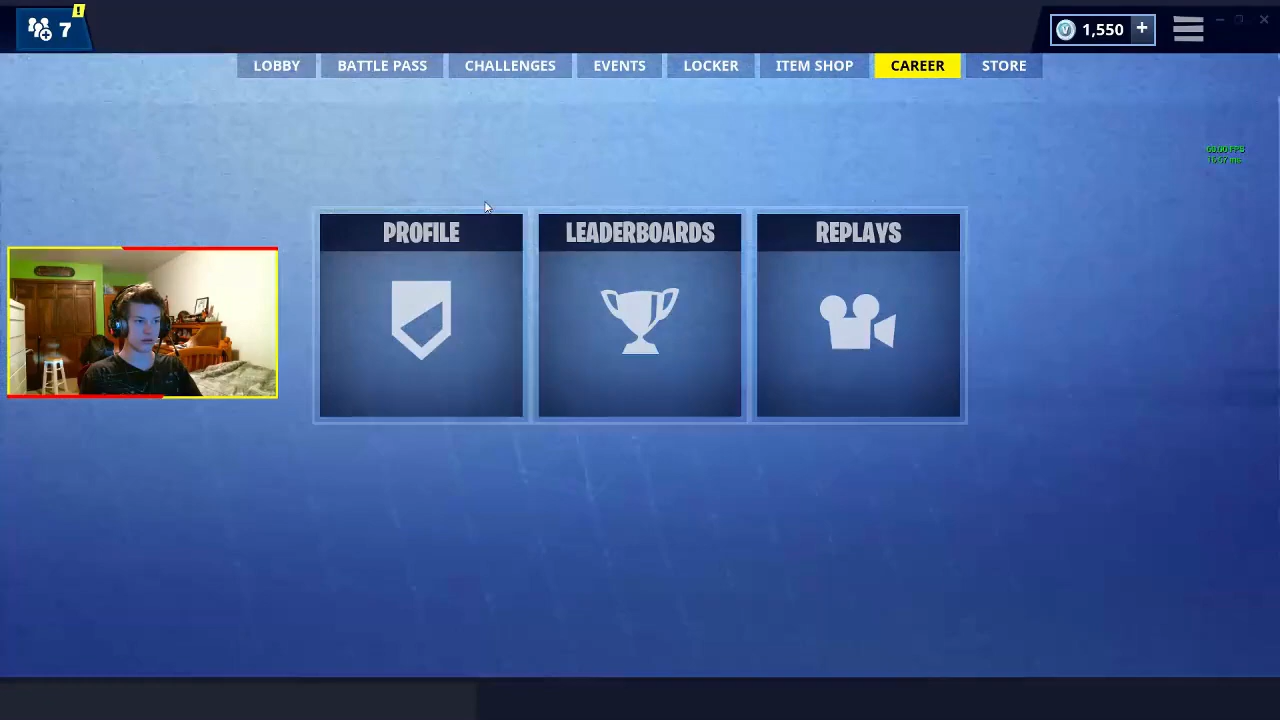 7
!
1,550 +
LOBBY BATTLE PASS CHALLENGES EVENTS LOCKER ITEM SHOP CAREER STORE
PROFILE LEADERBOARDS REPLAYS